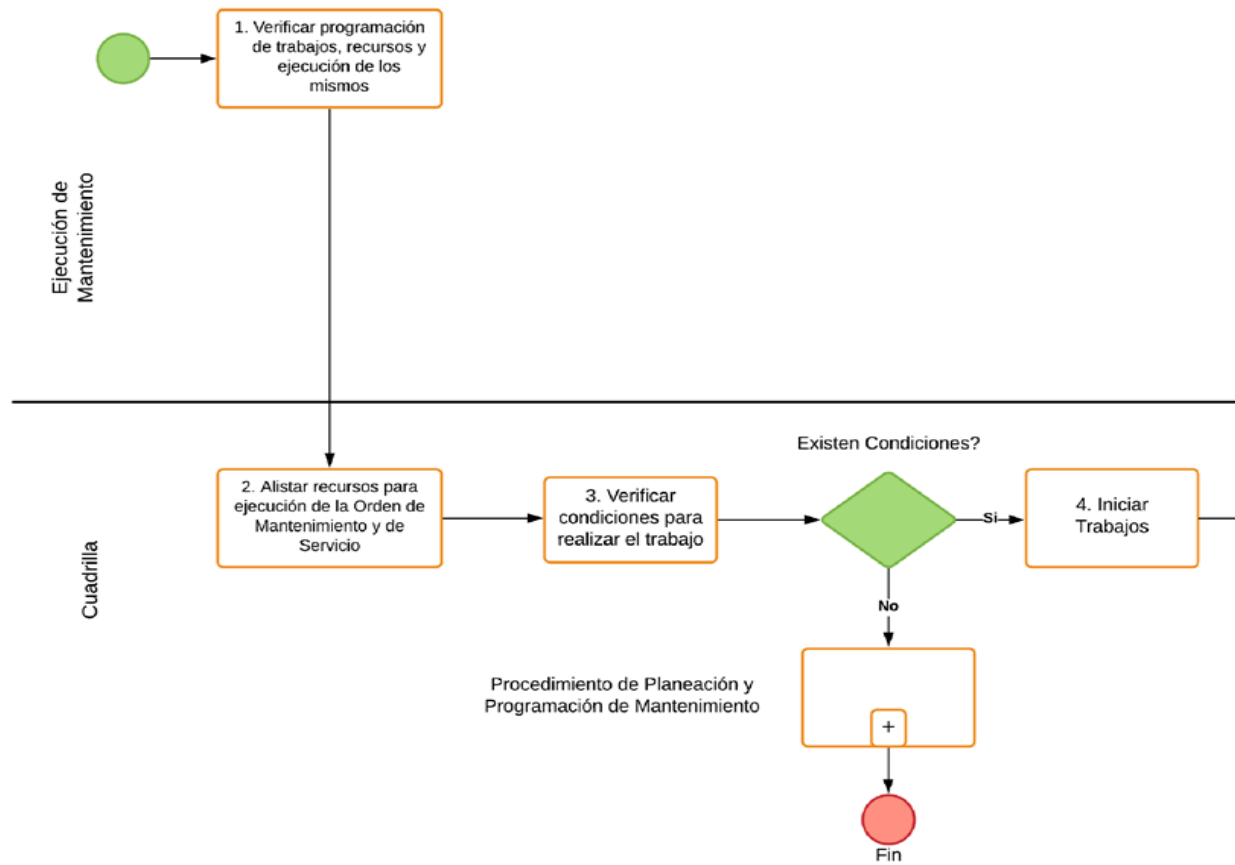 1. Verificar programación
de trabajos, recursos y
ejecución de los
mismos
Ejecución de
Mantenimiento
Existen Condiciones?
2. Alistar recursos para
ejecución de la Orden de
Mantenimiento y de
Servicio
3. Verificar
condiciones para
realizar el trabajo
Si
4. Iniciar
Trabajos
Cuadrilla
No
Procedimiento de Planeación y
Programación de Mantenimiento
+
Fin